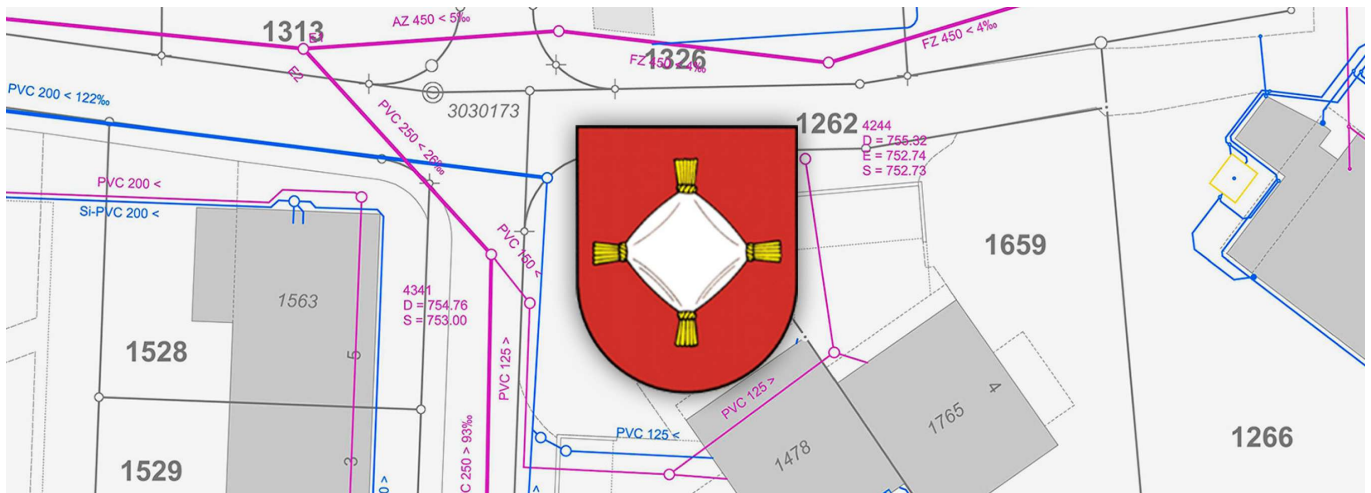 1313
E1
E2
AZ 450 < 5‰
FZ 450 < 4‰
1326
FZ 450 < 4‰
PVC 200 < 122‰
3030173
PVC 250 < 26‰
1262
4244
D = 755.32
E = 752.74
S = 752.73
PVC 200 <
Si-PVC 200 <
PVC 150 <
1659
4341
D = 754.76
S = 753.00
1563
5
1528
PVC 125 >
PVC 125 >
4
1765
PVC 125 <
1266
1478
1529
3
C 250 > 93‰
0 >
>